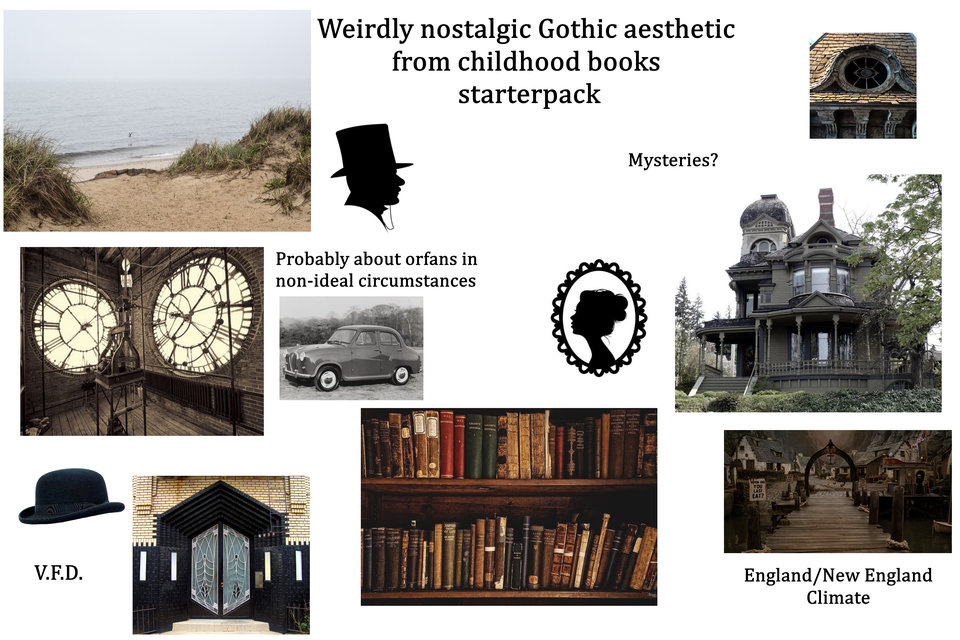 Weirdly nostalgic Gothic aesthetic
from childhood books
starterpack
Mysteries?
Probably about orfans in
non-ideal circumstances
V.F.D.
England/New England
Climate